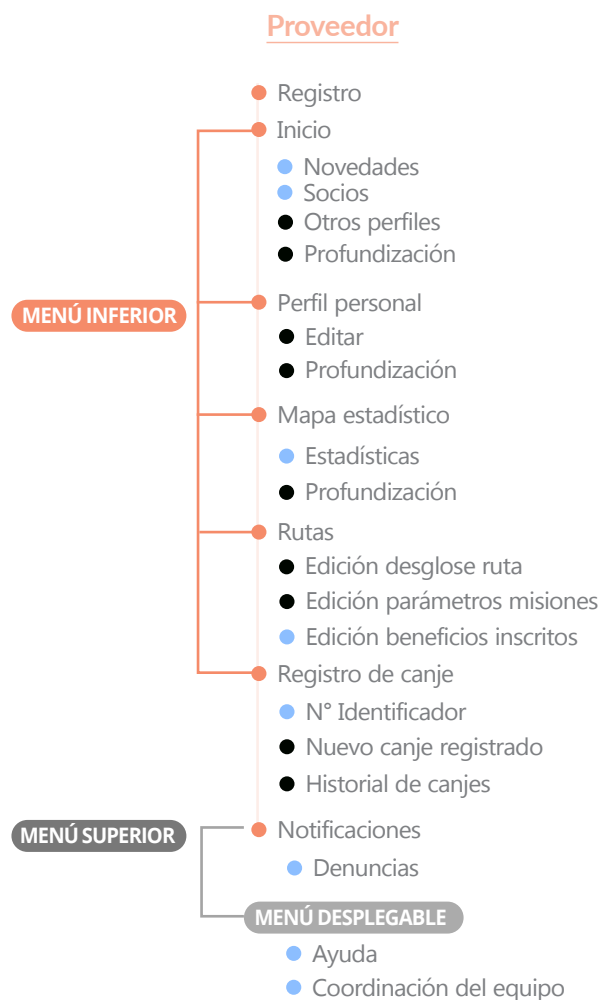 Proveedor
Registro
Inicio
Novedades
Socios
Otros perfiles
Profundización
MENÚ INFERIOR
Perfil personal
Editar
Profundización
Mapa estadístico
Estadísticas
Profundización
Rutas
Edición desglose ruta
Edición parámetros misiones
Edición beneficios inscritos
Registro de canje
N° Identificador
Nuevo canje registrado
Historial de canjes
MENÚ SUPERIOR
Notificaciones
Denuncias
MENÚ DESPLEGABLE
Ayuda
Coordinación del equipo